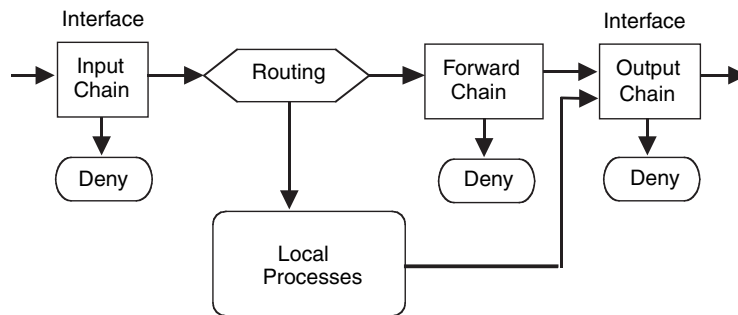 Interface
Interface
Input
Chain
Routing
Forward
Chain
Output
Chain
Deny
Deny
Deny
Local
Processes